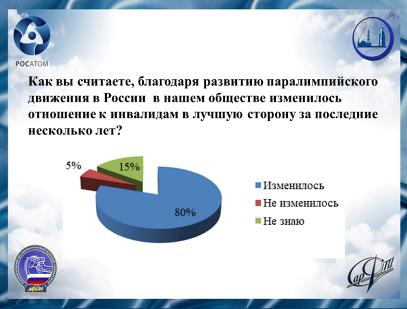 РОСАТОМ
Как вы считаете, благодаря развитию паралимпийского
движения в России в нашем обществе изменилось
отношение к инвалидам в лучшую сторону за последние
несколько лет?
5%
15%
80%
Изменилось
Не изменилось
Не знаю
СарФТИ